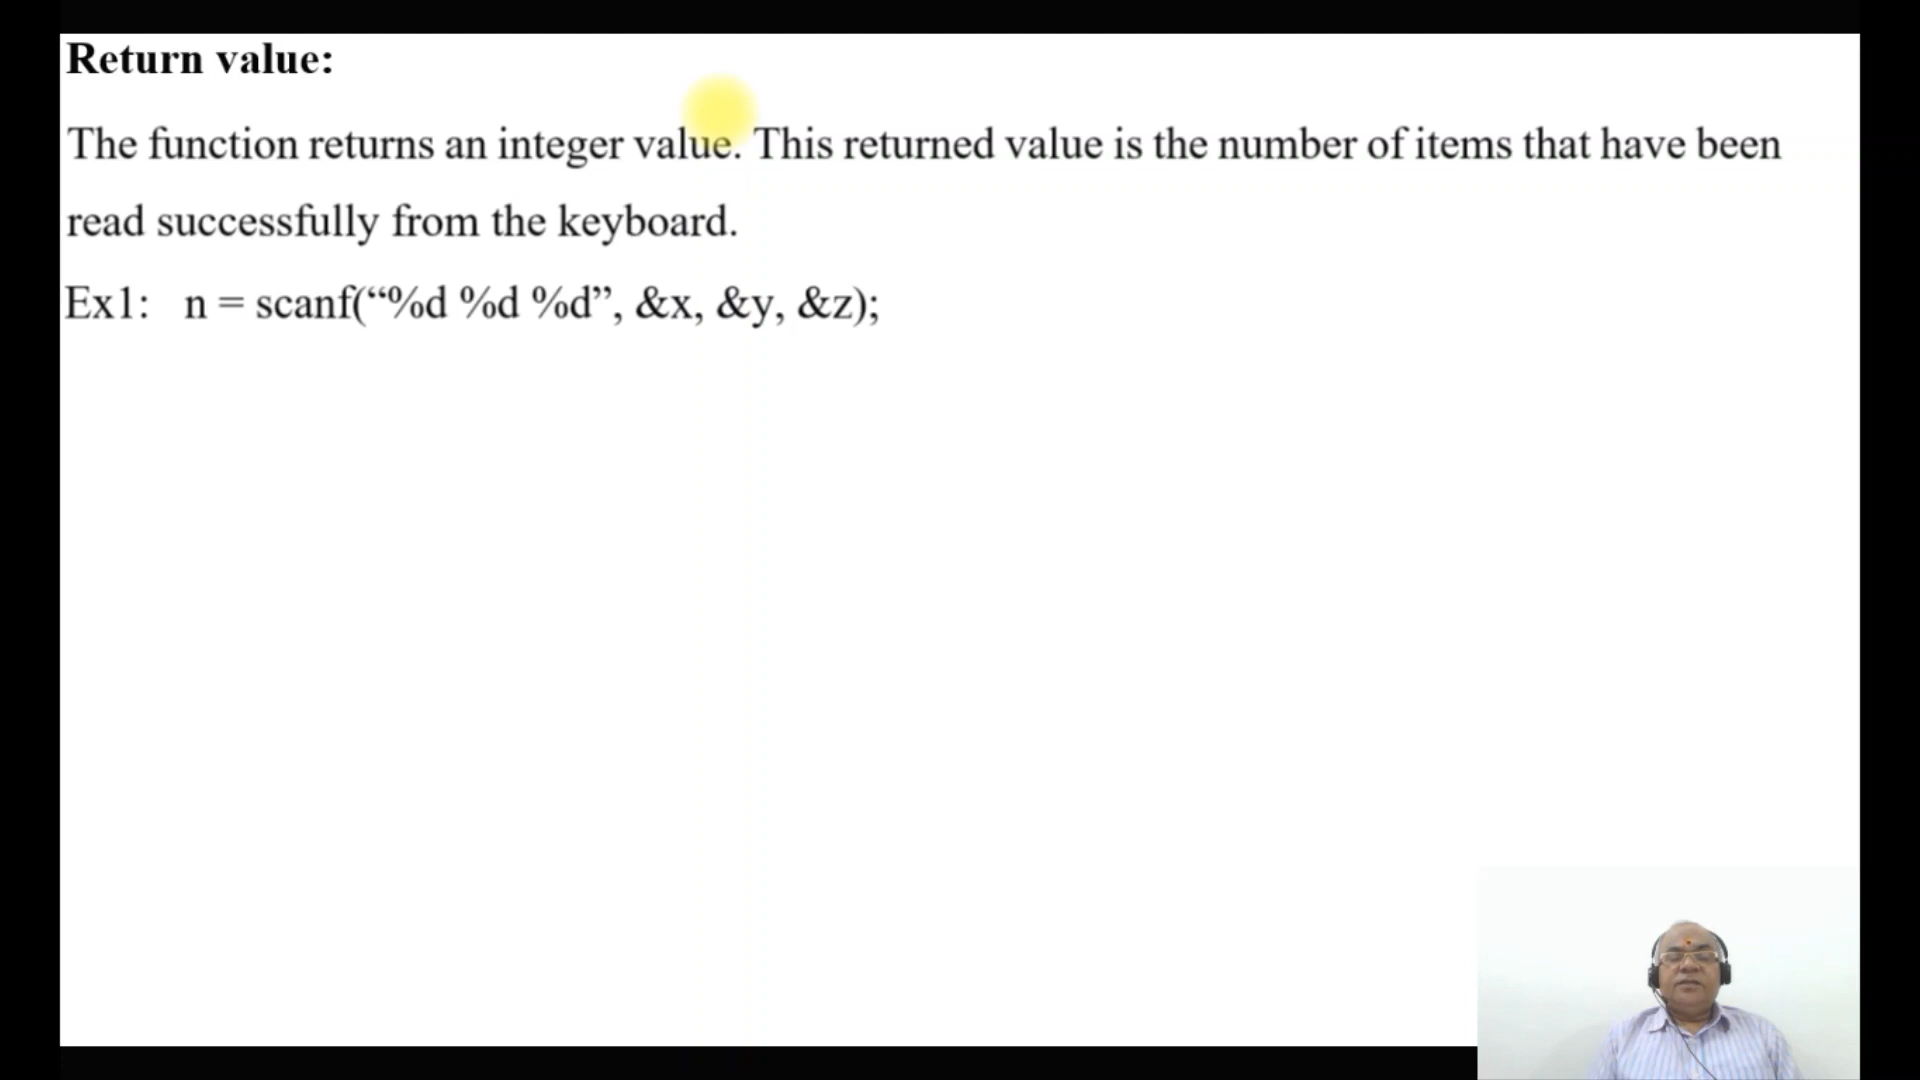 Return value:
The function returns an integer value. This returned value is the number of items that have been
read successfully from the keyboard.
Ex1: n = scanf(“%d %d %d”, &x, &y, &z);